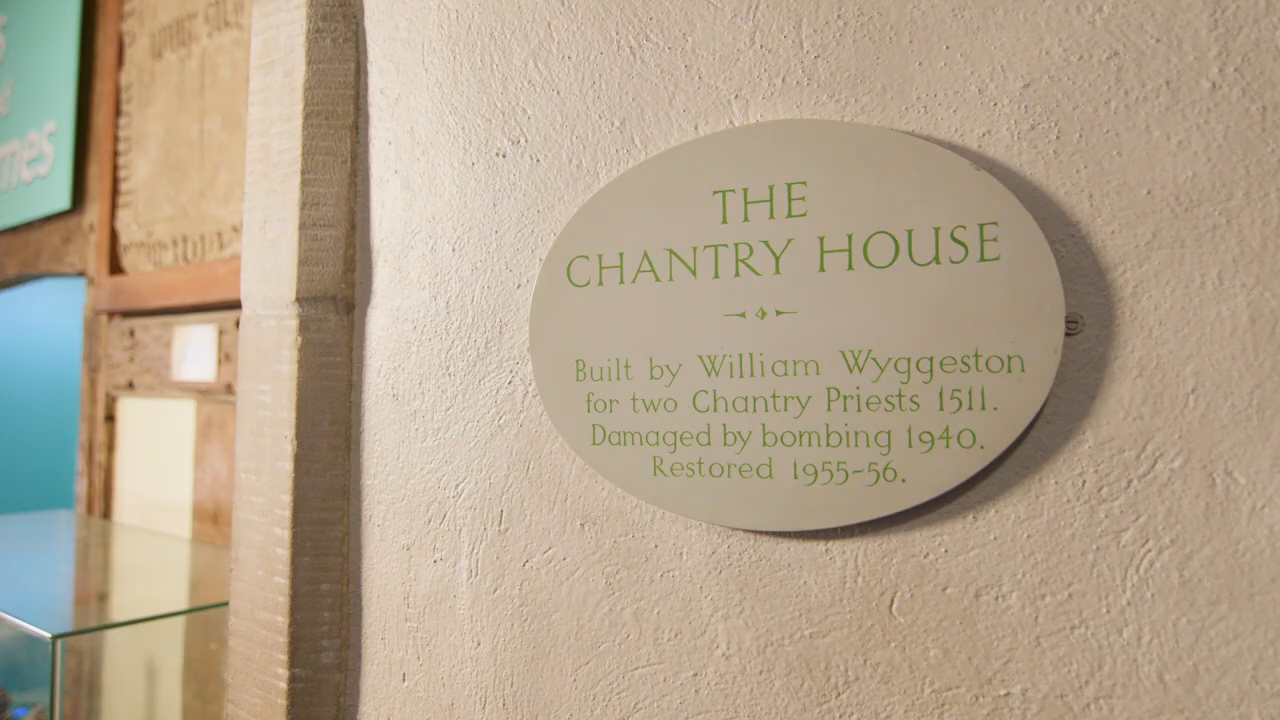 THE
CHANTRY HOUSE
Built by William Wyggeston
for two Chantry Priests 1511.
Damaged by bombing 1940.
Restored 1955-56.